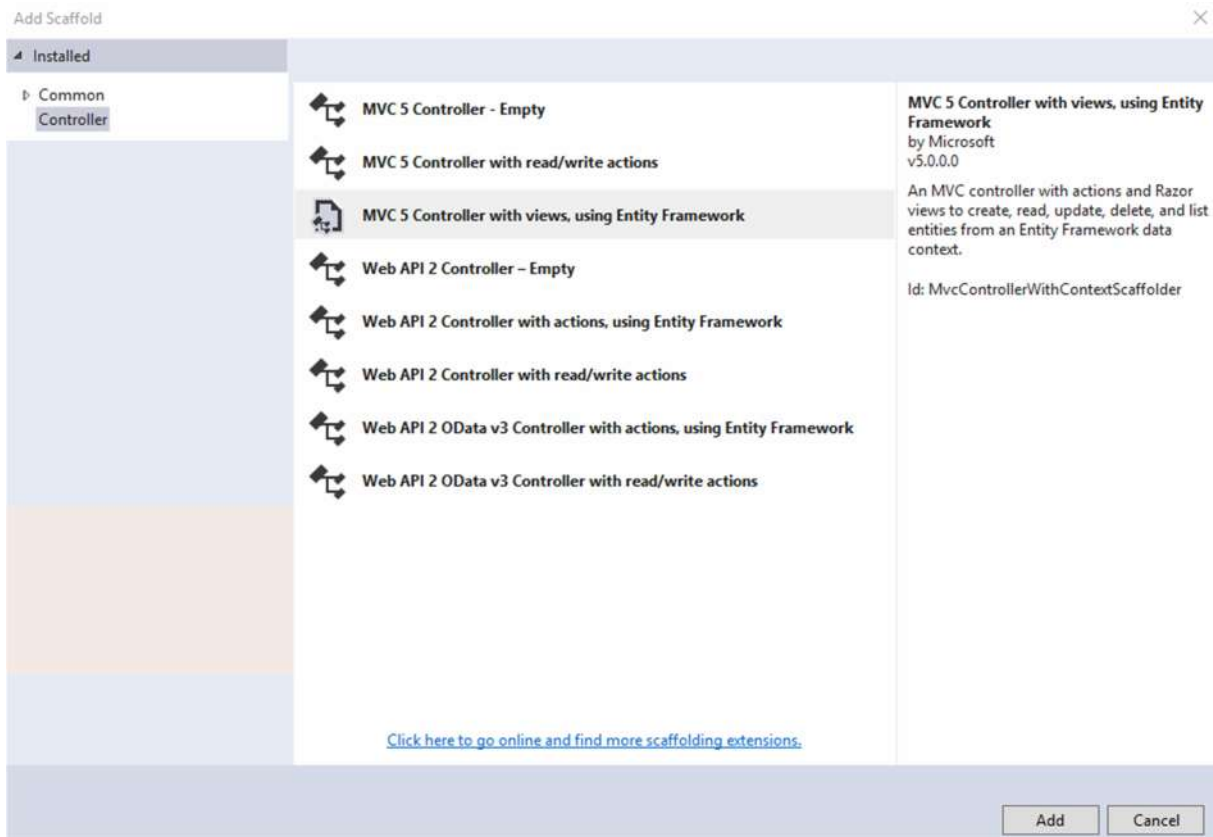 Add Scaffold
Installed
Common
Controller
MVC 5 Controller - Empty
MVC 5 Controller with read/write actions
MVC 5 Controller with views, using Entity Framework
Web API 2 Controller – Empty
Web API 2 Controller with actions, using Entity Framework
Web API 2 Controller with read/write actions
Web API 2 OData v3 Controller with actions, using Entity Framework
Web API 2 OData v3 Controller with read/write actions
Click here to go online and find more scaffolding extensions.
MVC 5 Controller with views, using Entity
Framework
by Microsoft
v5.0.0.0
An MVC controller with actions and Razor
views to create, read, update, delete, and list
entities from an Entity Framework data
context.
Id: MvcControllerWithContextScaffolder
Add
Cancel